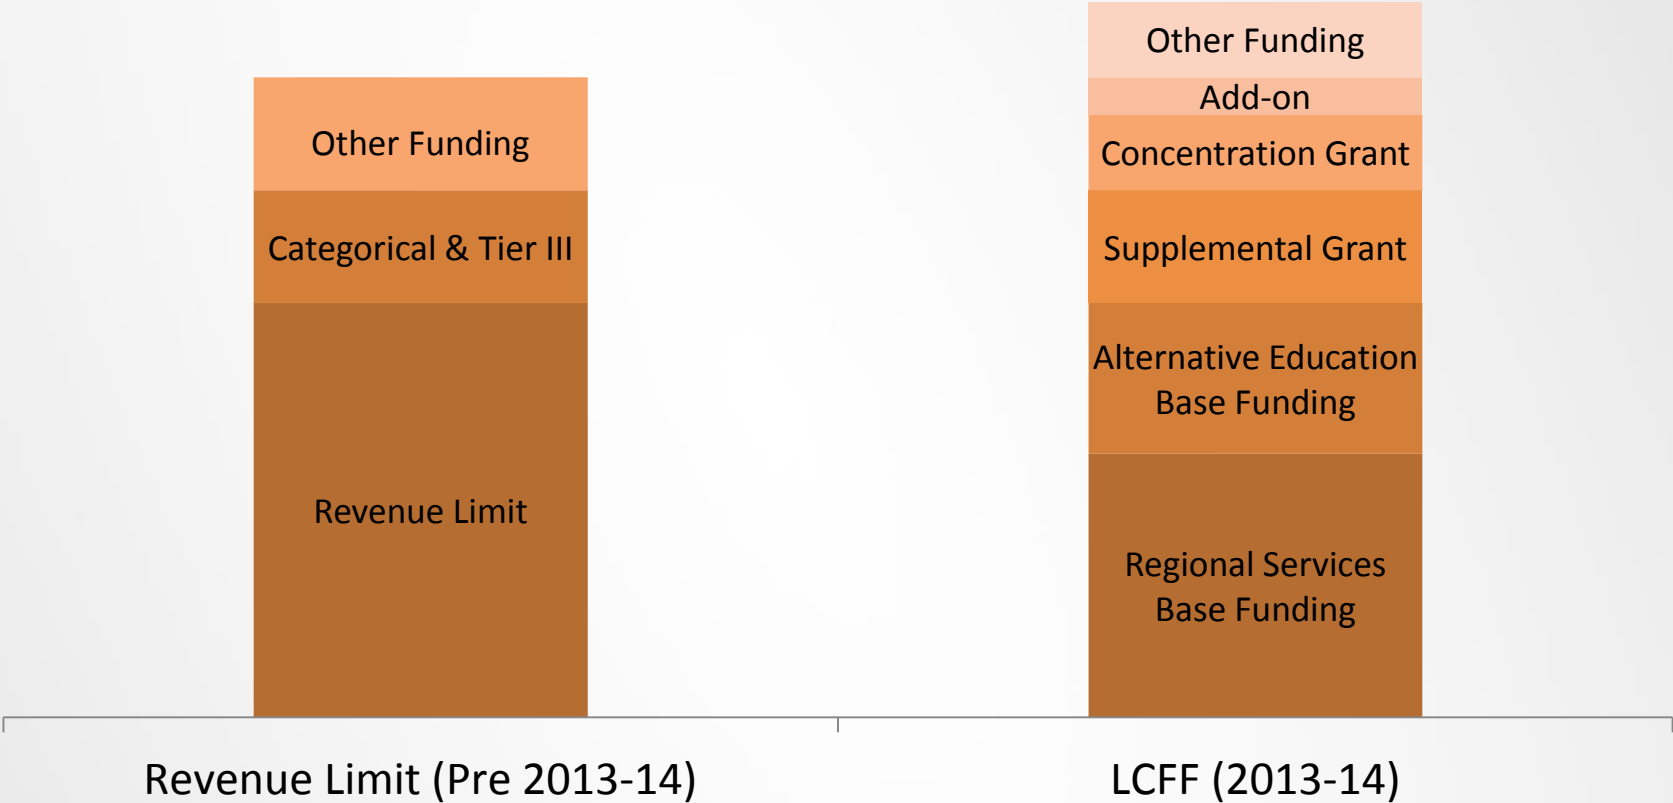 Other Funding
Categorical & Tier III
Revenue Limit
Other Funding
Add-on
Concentration Grant
Supplemental Grant
Alternative Education
Base Funding
Regional Services
Base Funding
Revenue Limit (Pre 2013-14)
LCFF (2013-14)